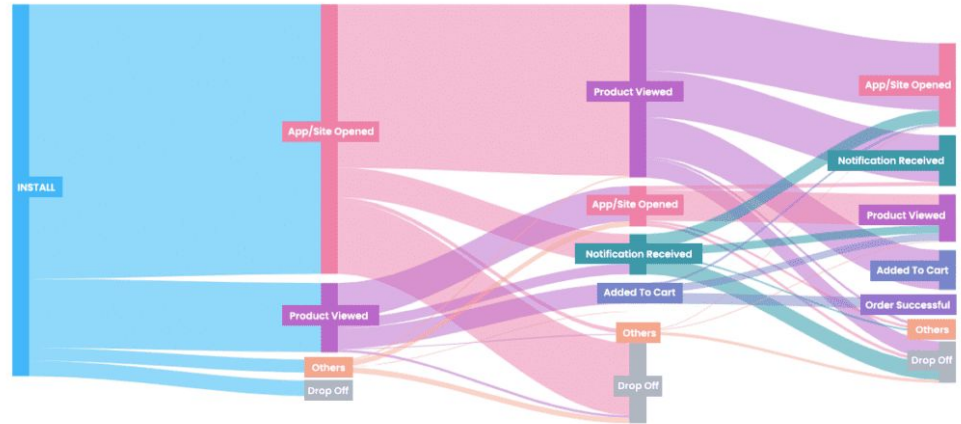 INSTALL
App/Site Opened
Product Viewed
Others
Drop Off
Product Viewed
App/Site Opened
Notification Received
Added To Cart
Others
Drop Off
App/Site Opened
Notification Received
Product Viewed
Added To Cart
Order Successful
Others
Drop Off